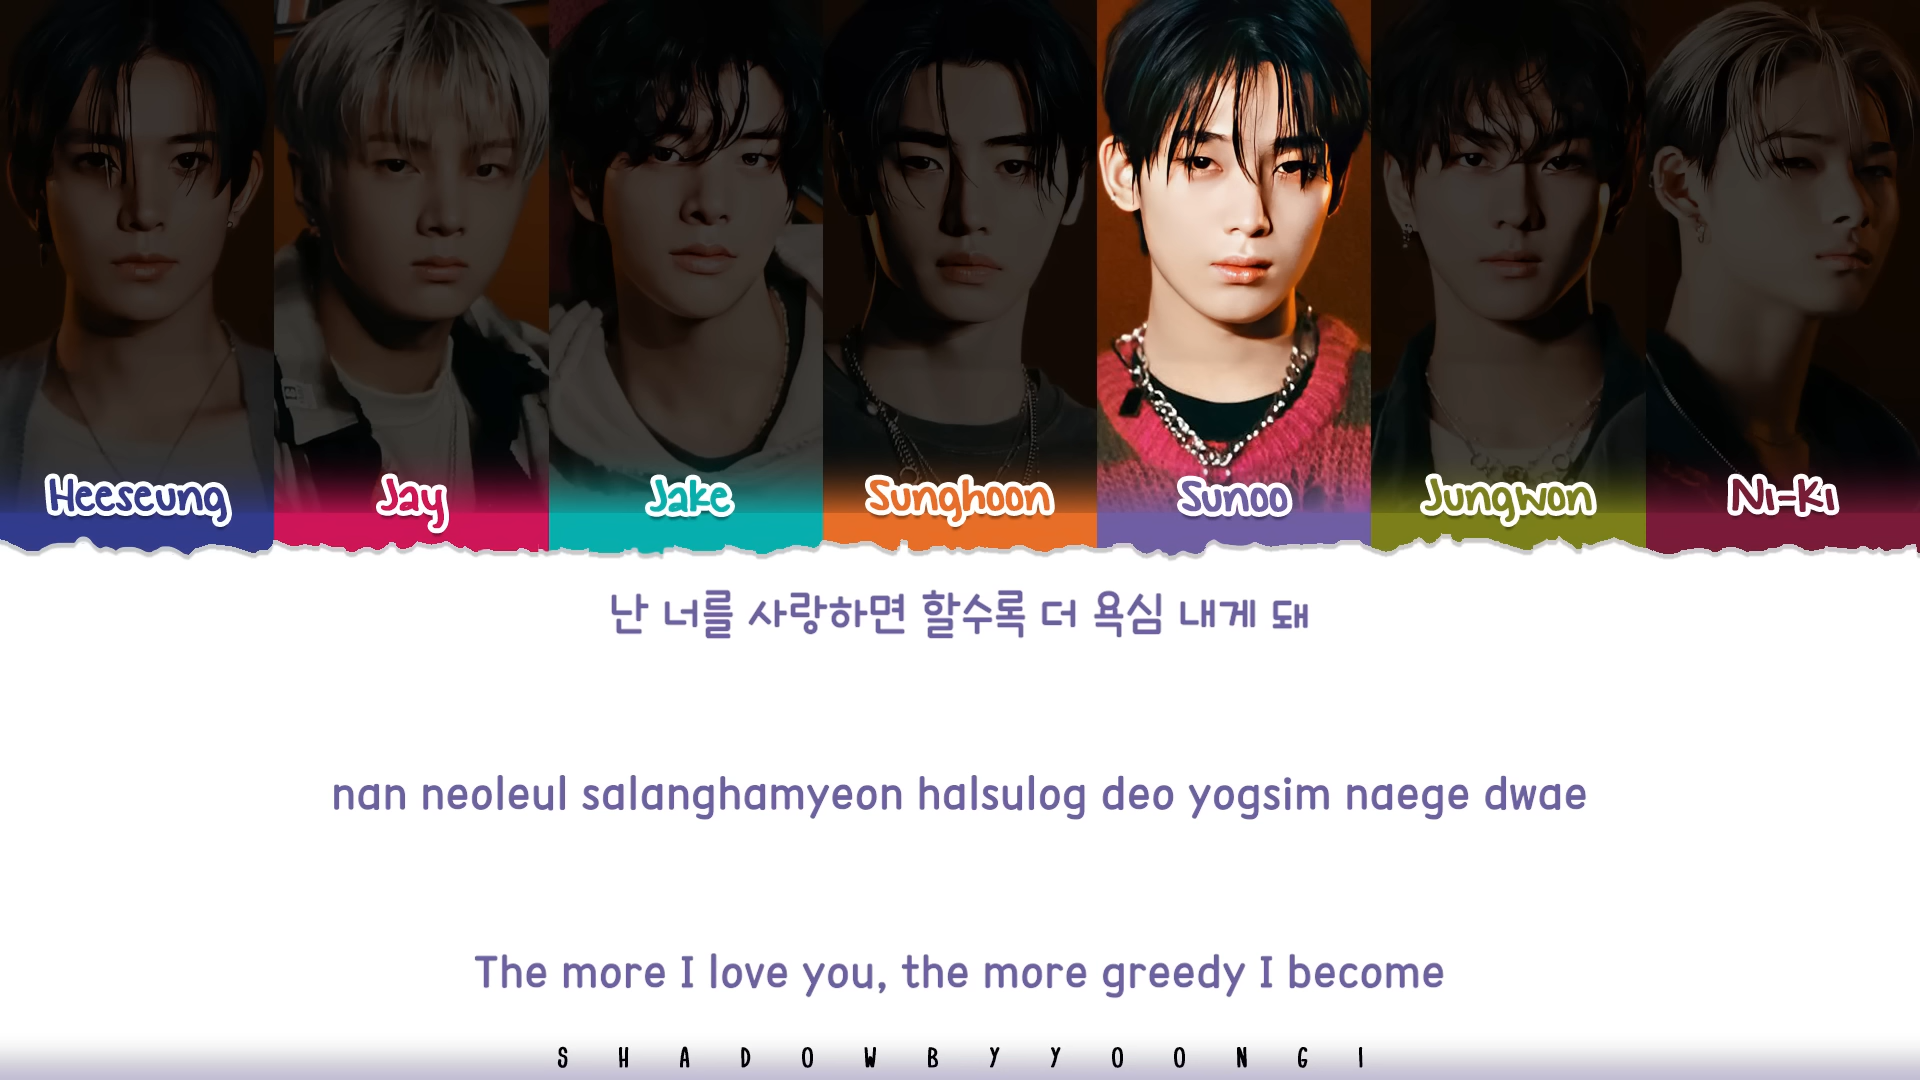 Heeseung Jay Jake Sunghoon Sunoo Jungwon Ni-Ki
난 너를 사랑하면 할수록 더 욕심 내게 돼
nan neoleul salanghamyeon halsulog deo yogsim naege dwae
The more I love you, the more greedy I become
SHADOWBYYOONGI